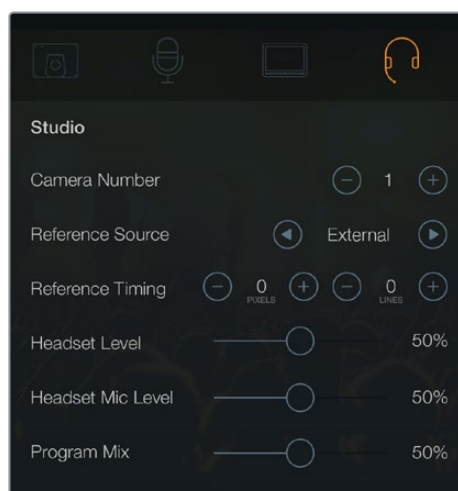 Studio
Camera Number 1
Reference Source External
Reference Timing 0 PIXELS 0 LINES
Headset Level 50%
Headset Mic Level 50%
Program Mix 50%